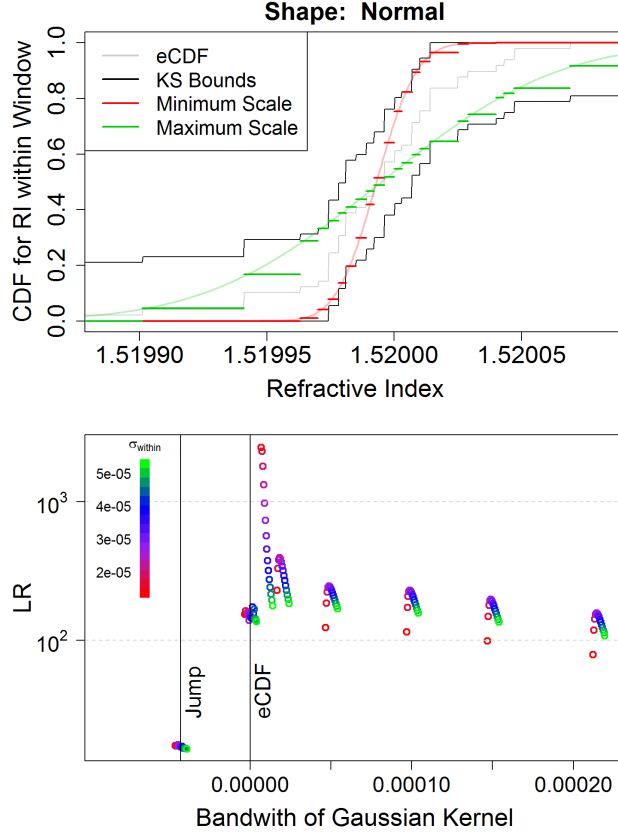 Shape: Normal
CDF for RI within Window
1.0
0.8
0.6
0.4
0.2
0.0
eCDF
KS Bounds
Minimum Scale
Maximum Scale
1.51990
1.51995
1.52000
1.52005
Refractive Index
σwithin
5e-05
4e-05
3e-05
2e-05
LR
10³
10²
Jump
eCDF
0.00000
0.00010
0.00020
Bandwith of Gaussian Kernel